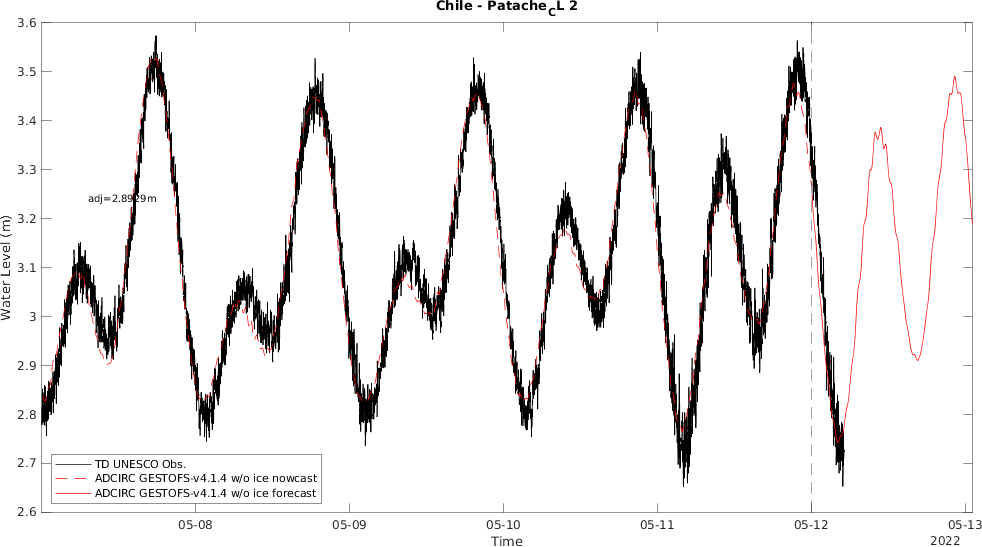 Chile - Patache_CL 2
3.6
3.5
3.4
3.3
3.2
3.1
3
2.9
2.8
2.7
2.6
Water Level (m)
adj=2.8929m
TD UNESCO Obs.
ADCIRC GESTOFS-v4.1.4 w/o ice nowcast
ADCIRC GESTOFS-v4.1.4 w/o ice forecast
05-08
05-09
05-10
05-11
05-12
05-13
Time
2022